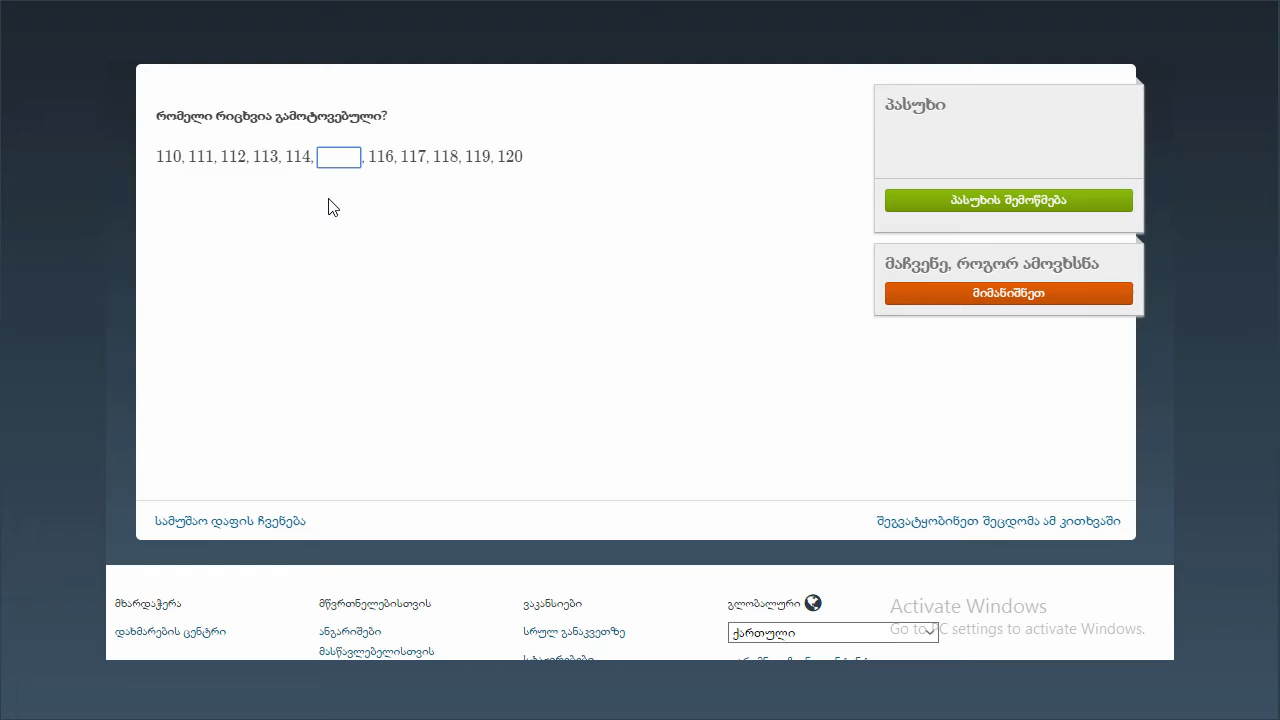 რომელი რიცხვია გამოტოვებული?
110, 111, 112, 113, 114, , 116, 117, 118, 119, 120
პასუხი
პასუხის შემოწმება
მაჩვენე, როგორ ამოვხსნა
მიმანიშნეთ
სამუშაო დაფის ჩვენება
შეგვატყობინეთ შეცდომა ამ კითხვაში
მხარდაჭერა
დახმარების ცენტრი
მწვრთნელებისთვის
ანგარიშები
მასწავლებელისთვის
ვაკანსიები
სრულ განაკვეთზე
გლობალური
ქართული
Activate Windows
Go to PC settings to activate Windows.